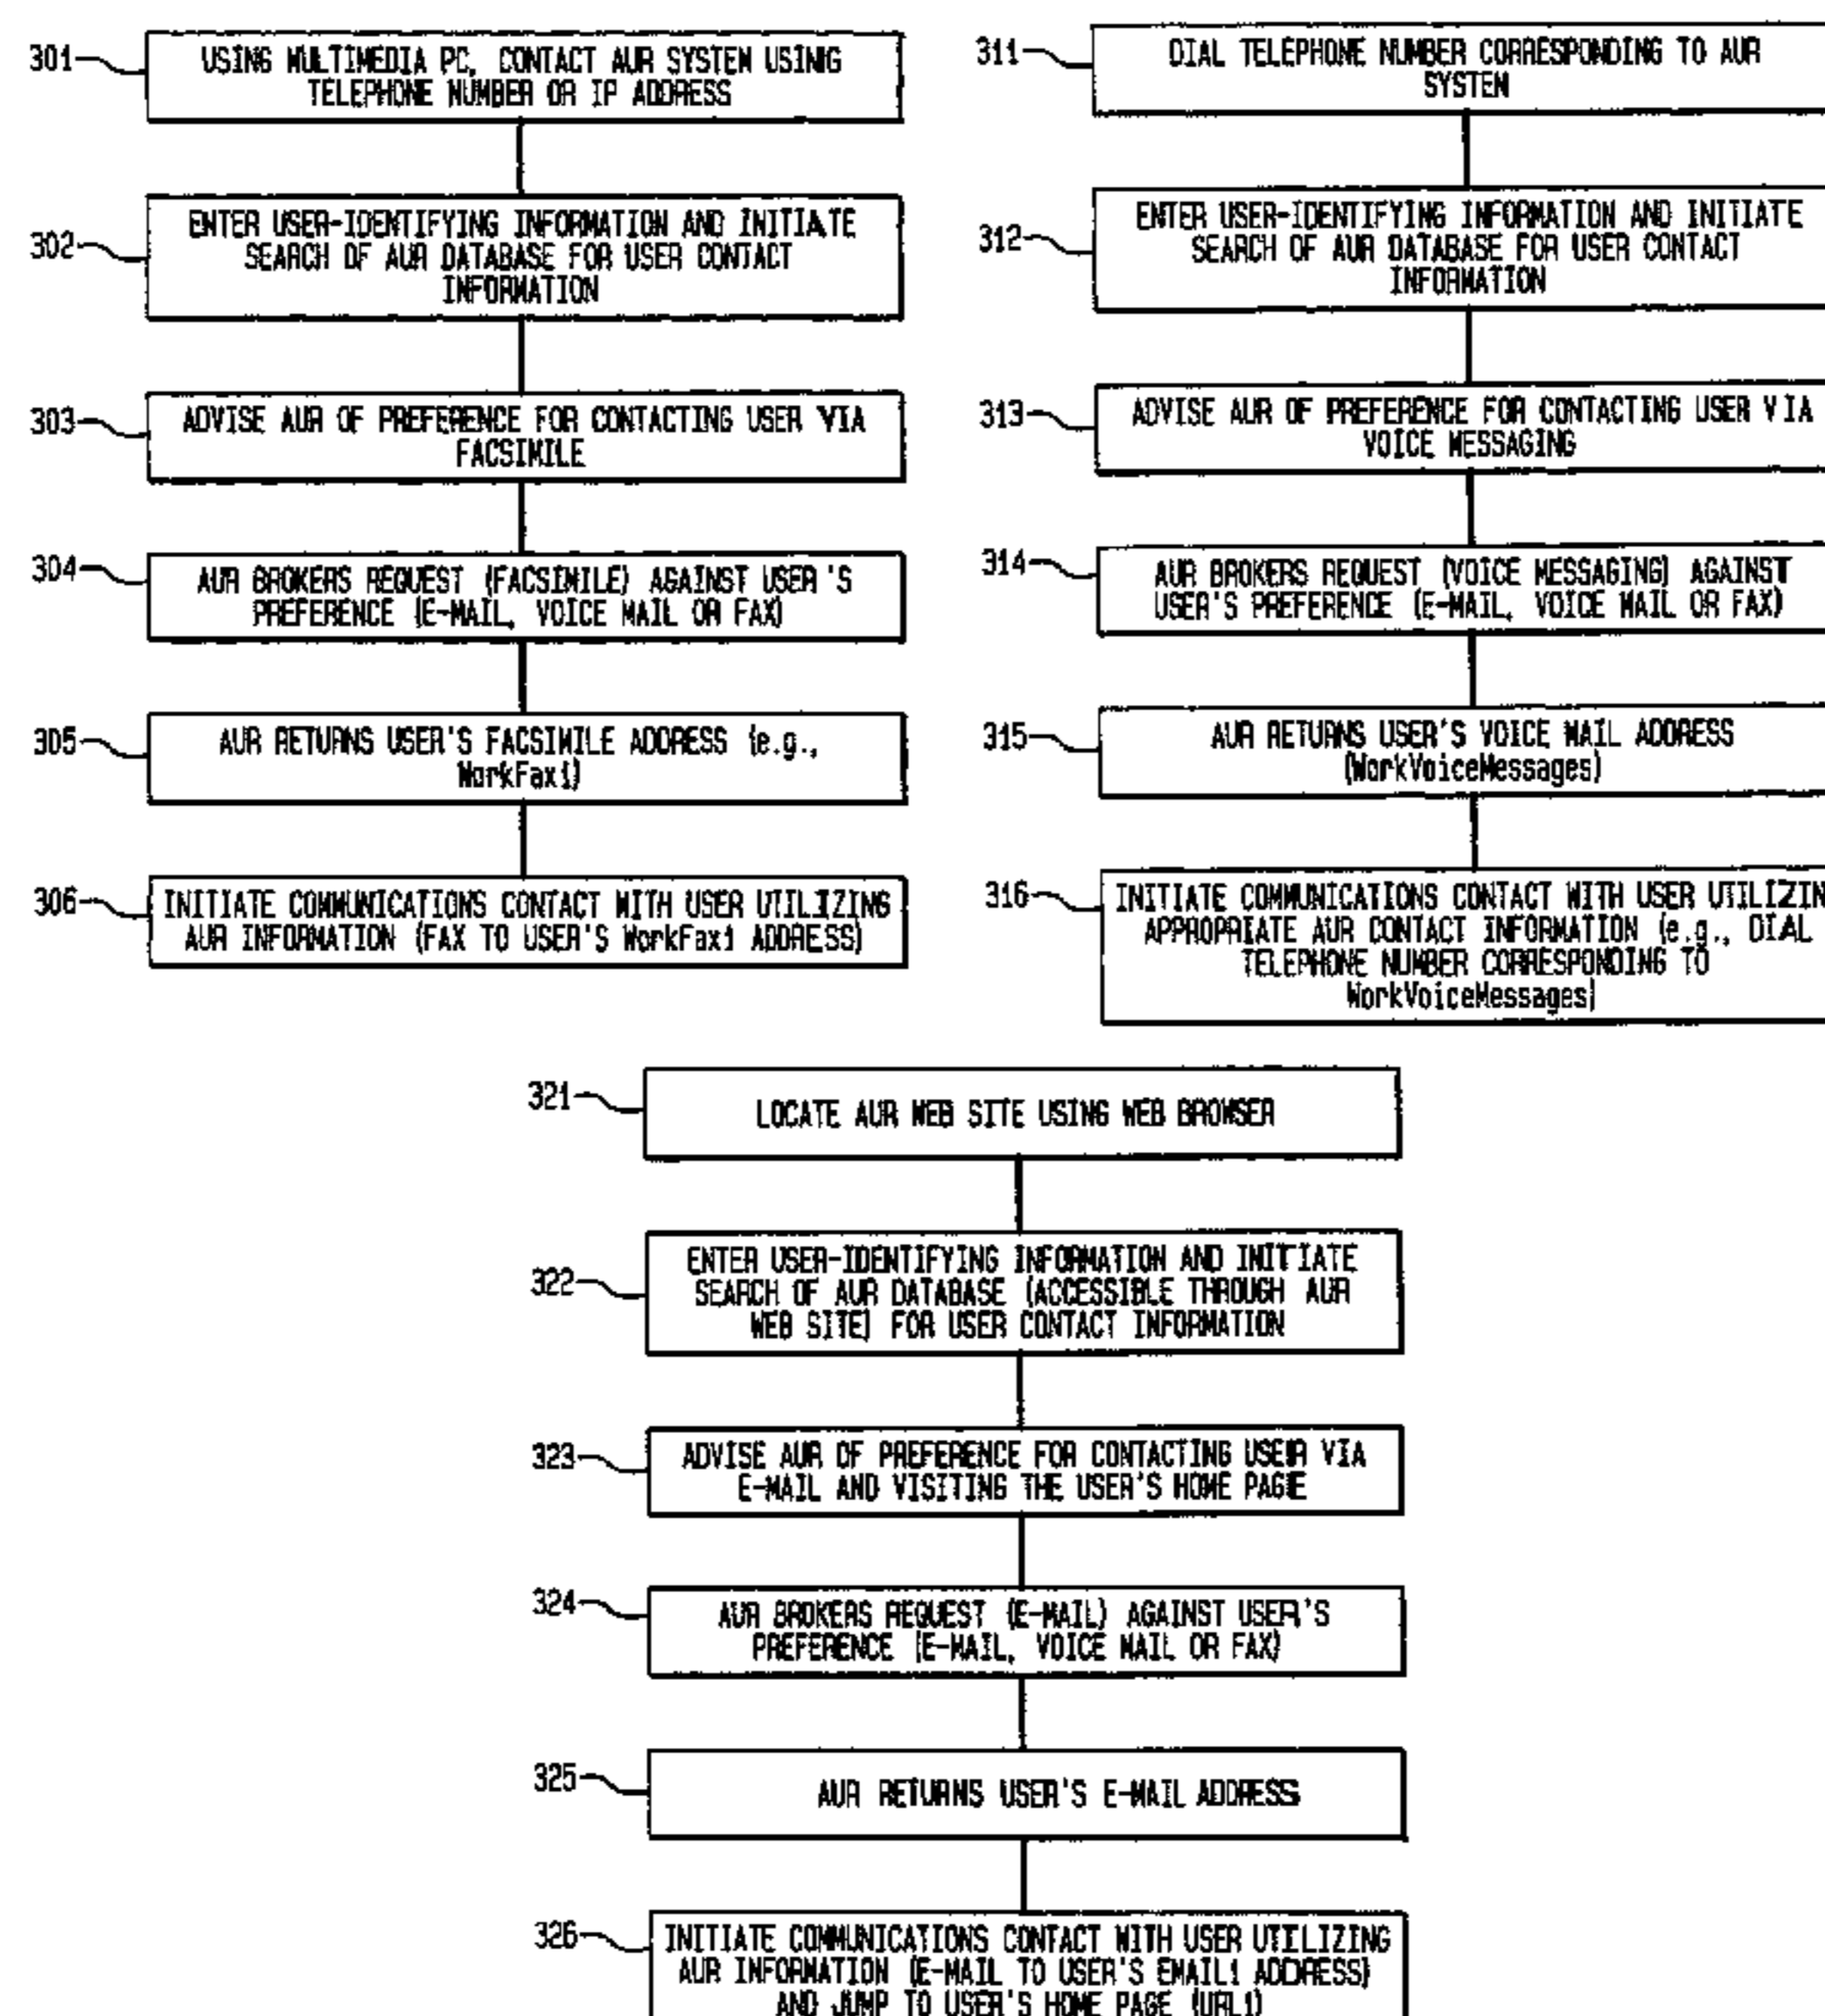 301
USING MULTIMEDIA PC, CONTACT AUR SYSTEM USING
TELEPHONE NUMBER OR IP ADDRESS
302
ENTER USER-IDENTIFYING INFORMATION AND INITIATE
SEARCH OF AUR DATABASE FOR USER CONTACT
INFORMATION
303
ADVISE AUR OF PREFERENCE FOR CONTACTING USER VIA
FACSIMILE
304
AUR BROKERS REQUEST (FACSIMILE) AGAINST USER'S
PREFERENCE (E-MAIL, VOICE MAIL OR FAX)
305
AUR RETURNS USER'S FACSIMILE ADDRESS (e.g.,
WorkFax1)
306
INITIATE COMMUNICATIONS CONTACT WITH USER UTILIZING
AUR INFORMATION (FAX TO USER'S WorkFax1 ADDRESS)
311
DIAL TELEPHONE NUMBER CORRESPONDING TO AUR
SYSTEM
312
ENTER USER-IDENTIFYING INFORMATION AND INITIATE
SEARCH OF AUR DATABASE FOR USER CONTACT
INFORMATION
313
ADVISE AUR OF PREFERENCE FOR CONTACTING USER VIA
VOICE MESSAGING
314
AUR BROKERS REQUEST (VOICE MESSAGING) AGAINST
USER'S PREFERENCE (E-MAIL, VOICE MAIL OR FAX)
315
AUR RETURNS USER'S VOICE MAIL ADDRESS
(WorkVoiceMessages)
316
INITIATE COMMUNICATIONS CONTACT WITH USER UTILIZIN
APPROPRIATE AUR CONTACT INFORMATION (e.g., DIAL
TELEPHONE NUMBER CORRESPONDING TO
WorkVoiceMessages)
321
LOCATE AUR WEB SITE USING WEB BROWSER
322
ENTER USER-IDENTIFYING INFORMATION AND INITIATE
SEARCH OF AUR DATABASE (ACCESSIBLE THROUGH AUR
WEB SITE) FOR USER CONTACT INFORMATION
323
ADVISE AUR OF PREFERENCE FOR CONTACTING USER VIA
E-MAIL AND VISITING THE USER'S HOME PAGE
324
AUR BROKERS REQUEST (E-MAIL) AGAINST USER'S
PREFERENCE (E-MAIL, VOICE MAIL OR FAX)
325
AUR RETURNS USER'S E-MAIL ADDRESS
326
INITIATE COMMUNICATIONS CONTACT WITH USER UTILIZING
AUR INFORMATION (E-MAIL TO USER'S EMAIL1 ADDRESS)
AND JUMP TO USER'S HOME PAGE (URL1)